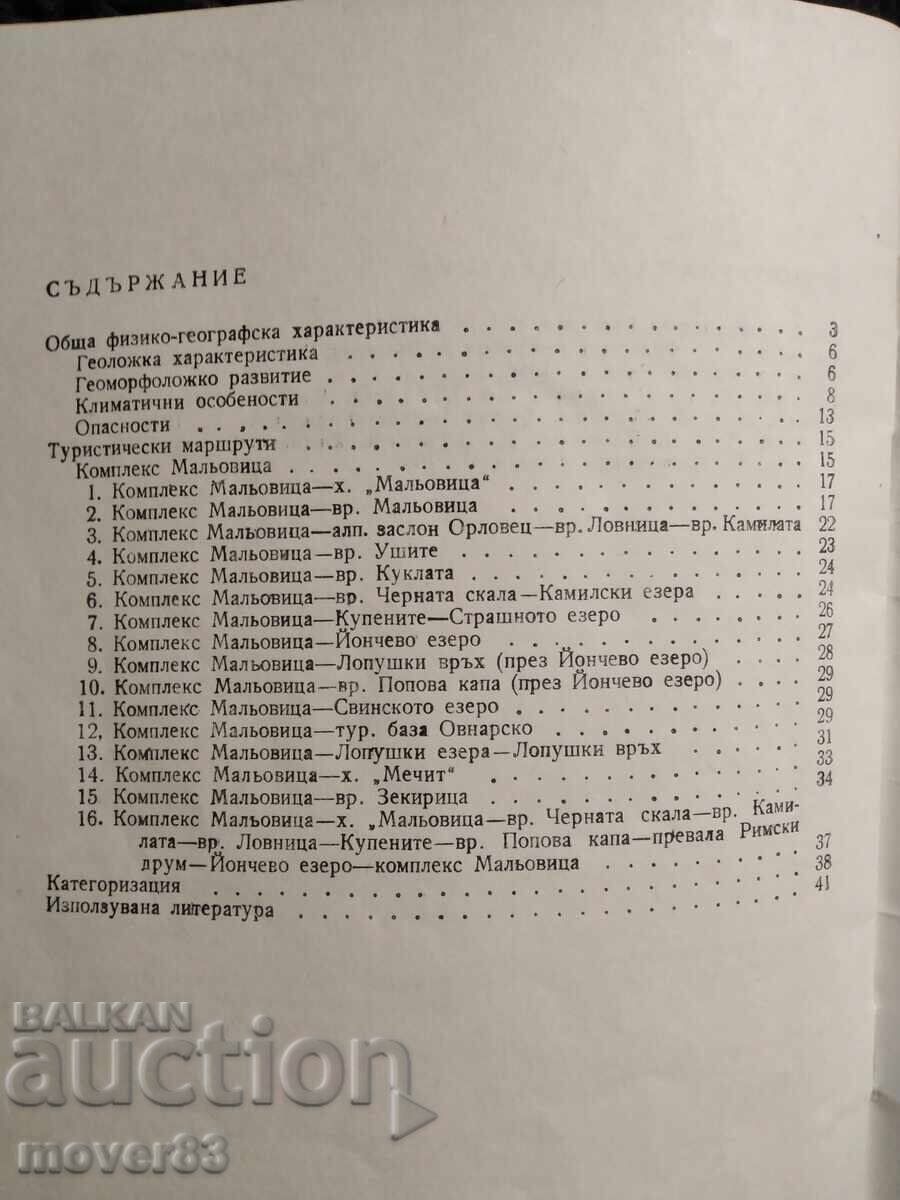 СЪДЪРЖАНИЕ
Обща физико-географска характеристика . . . . . . . . . . . . . . . . 3
Геоложка характеристика . . . . . . . . . . . . . . . . . . . . 6
Геоморфоложко развитие . . . . . . . . . . . . . . . . . . . . 6
Климатични особености . . . . . . . . . . . . . . . . . . . . 8
Опасности . . . . . . . . . . . . . . . . . . . . . . . . 13
Туристически маршрути . . . . . . . . . . . . . . . . . . . . . 15
Комплекс Мальовица . . . . . . . . . . . . . . . . . . . . . 15
1. Комплекс Мальовица—х. „Мальовица“ . . . . . . . . . . . . . 17
2. Комплекс Мальовица—вр. Мальовица . . . . . . . . . . . . . 17
3. Комплекс Мальовица—алп. заслон Орловец—вр. Ловница—вр. Камилата 22
4. Комплекс Мальовица—вр. Ушите . . . . . . . . . . . . . . 23
5. Комплекс Мальовица—вр. Куклата . . . . . . . . . . . . . . 24
6. Комплекс Мальовица—вр. Черната скала—Камилски езера . . . . 24
7. Комплекс Мальовица—Купените—Страшното езеро . . . . . . . 26
8. Комплекс Мальовица—Йончево езеро . . . . . . . . . . . . 27
9. Комплекс Мальовица—Лопушки връх (през Йончево езеро) . . . . 28
10. Комплекс Мальовица—вр. Попова капа (през Йончево езеро) . . . . 29
11. Комплекс Мальовица—Свинското езеро . . . . . . . . . . . . 29
12, Комплекс Мальовица—тур. база Овнарско . . . . . . . . . . 29
13. Комплекс Мальовица—Лопушки езера—Лопушки връх . . . . . 31
14. Комплекс Мальовица—х. „Мечит“ . . . . . . . . . . . . . 33
15 Комплекс Мальовица—вр. Зекирица . . . . . . . . . . . . . 34
16. Комплекс Мальовица—х. „Мальовица—вр. Черната скала—вр. Ками-
лата—вр. Ловница—Купените—вр. Попова капа—превала Римски
друм—Йончево езеро—комплекс Мальовица . . . . . . . . . 37
Категоризация . . . . . . . . . . . . . . . . . . . . . . . 38
Използувана литература . . . . . . . . . . . . . . . . . . . . 41
BALKAN
auction
mover83